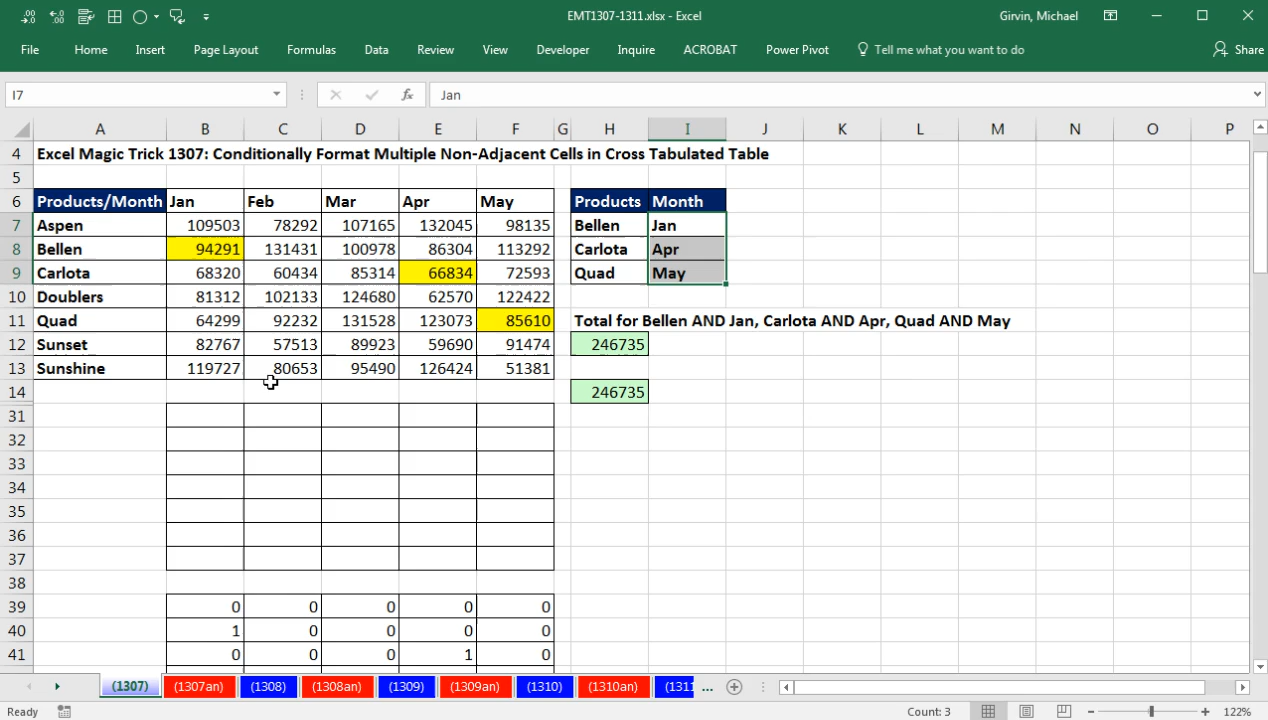 EMT1307-1311.xlsx - Excel
Girvin, Michael
File Home Insert Page Layout Formulas Data Review View Developer Inquire ACROBAT Power Pivot Tell me what you want to do Share
I7 fx Jan
A B C D E F G H I J K L M N O P
4 Excel Magic Trick 1307: Conditionally Format Multiple Non-Adjacent Cells in Cross Tabulated Table
5
6 Products/Month Jan Feb Mar Apr May Products Month
7 Aspen 109503 78292 107165 132045 98135 Bellen Jan
8 Bellen 94291 131431 100978 86304 113292 Carlota Apr
9 Carlota 68320 60434 85314 66834 72593 Quad May
10 Doublers 81312 102133 124680 62570 122422
11 Quad 64299 92232 131528 123073 85610 Total for Bellen AND Jan, Carlota AND Apr, Quad AND May
12 Sunset 82767 57513 89923 59690 91474 246735
13 Sunshine 119727 80653 95490 126424 51381
14 246735
31
32
33
34
35
36
37
38
39 0 0 0 0 0
40 1 0 0 0 0
41 0 0 0 1 0
(1307) (1307an) (1308) (1308an) (1309) (1309an) (1310) (1310an) (1311 ...
Ready Count: 3 122%